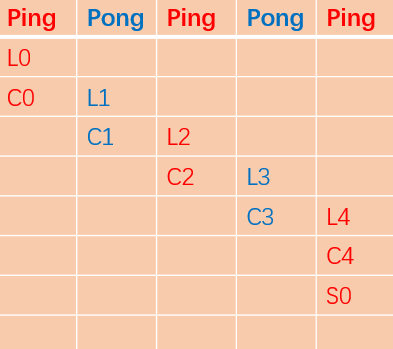 Ping Pong Ping Pong Ping
L0
C0 L1
C1 L2
C2 L3
C3 L4
C4
S0